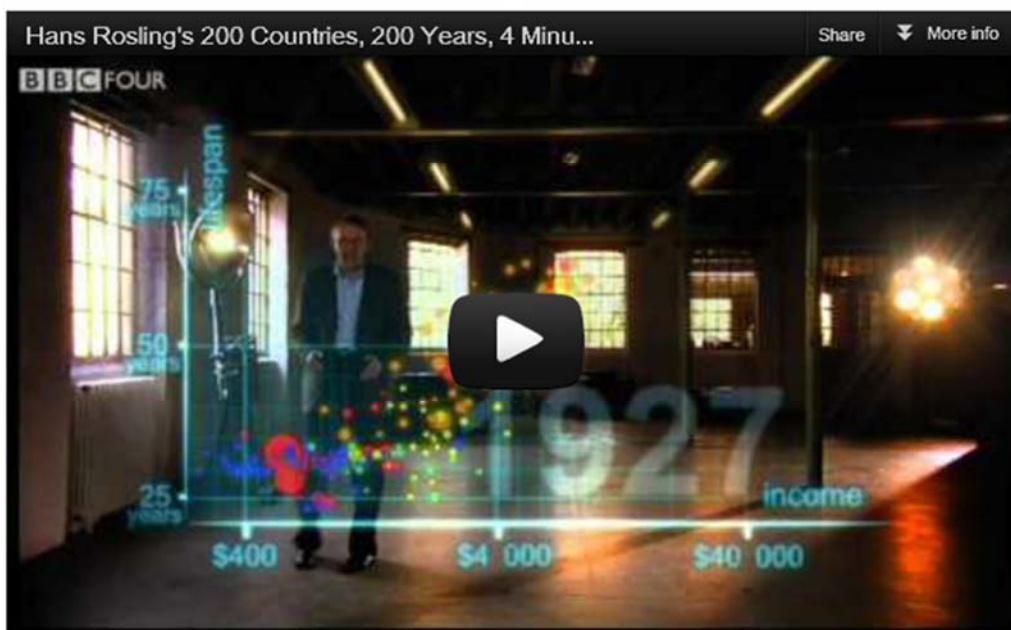 Hans Rosling's 200 Countries, 200 Years, 4 Minu...
Share
More info
BBC FOUR
lifespan
75
years
50
years
1927
25
years
income
$400
$4 000
$40 000